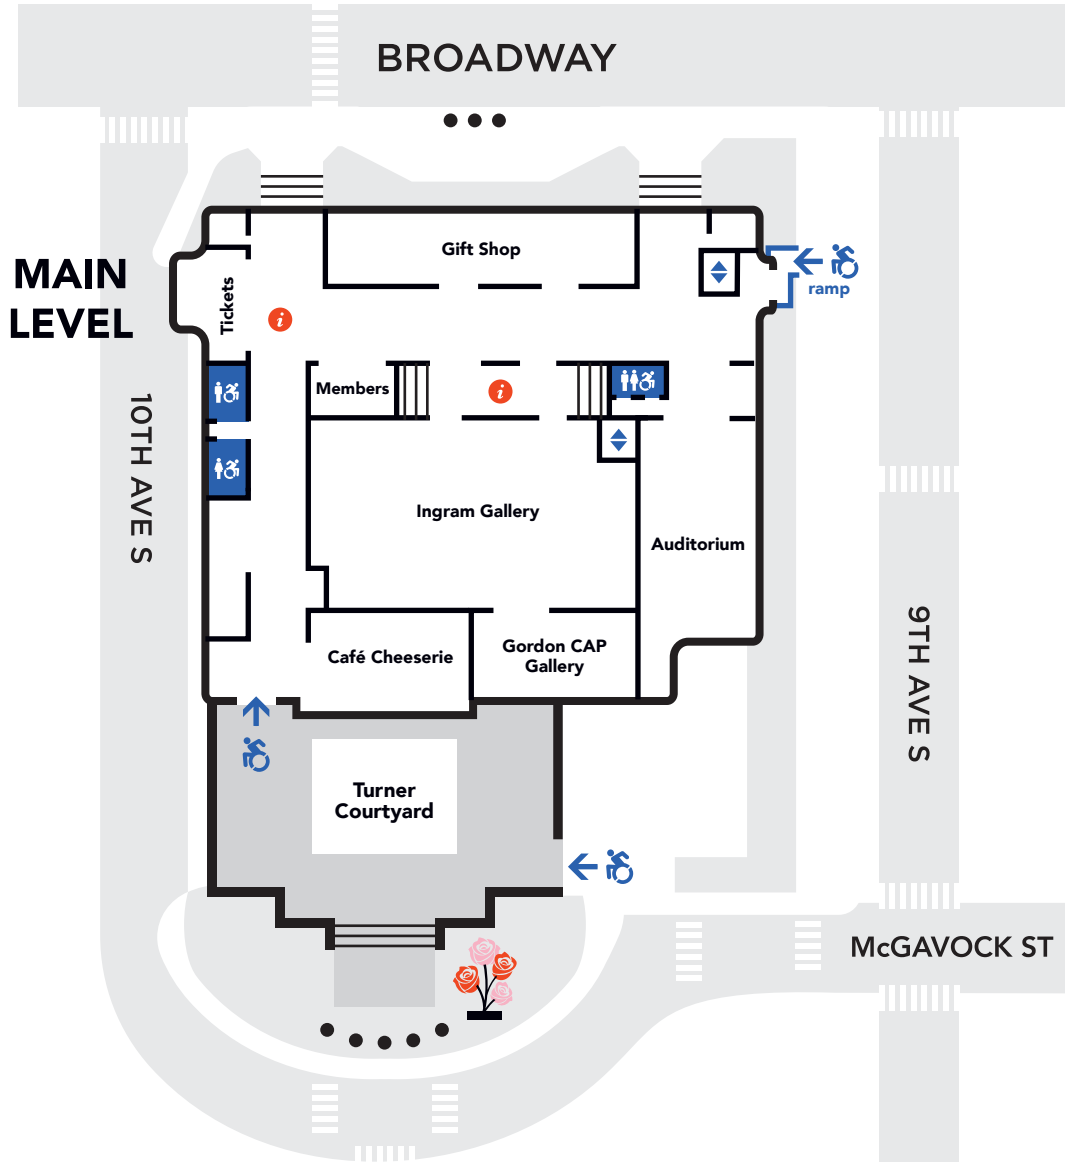 BROADWAY
MAIN
LEVEL
Gift Shop
ramp
Tickets
i
Members
i
10TH AVE S
Ingram Gallery
Auditorium
9TH AVE S
Café Cheeserie
Gordon CAP
Gallery
Turner
Courtyard
McGAVOCK ST